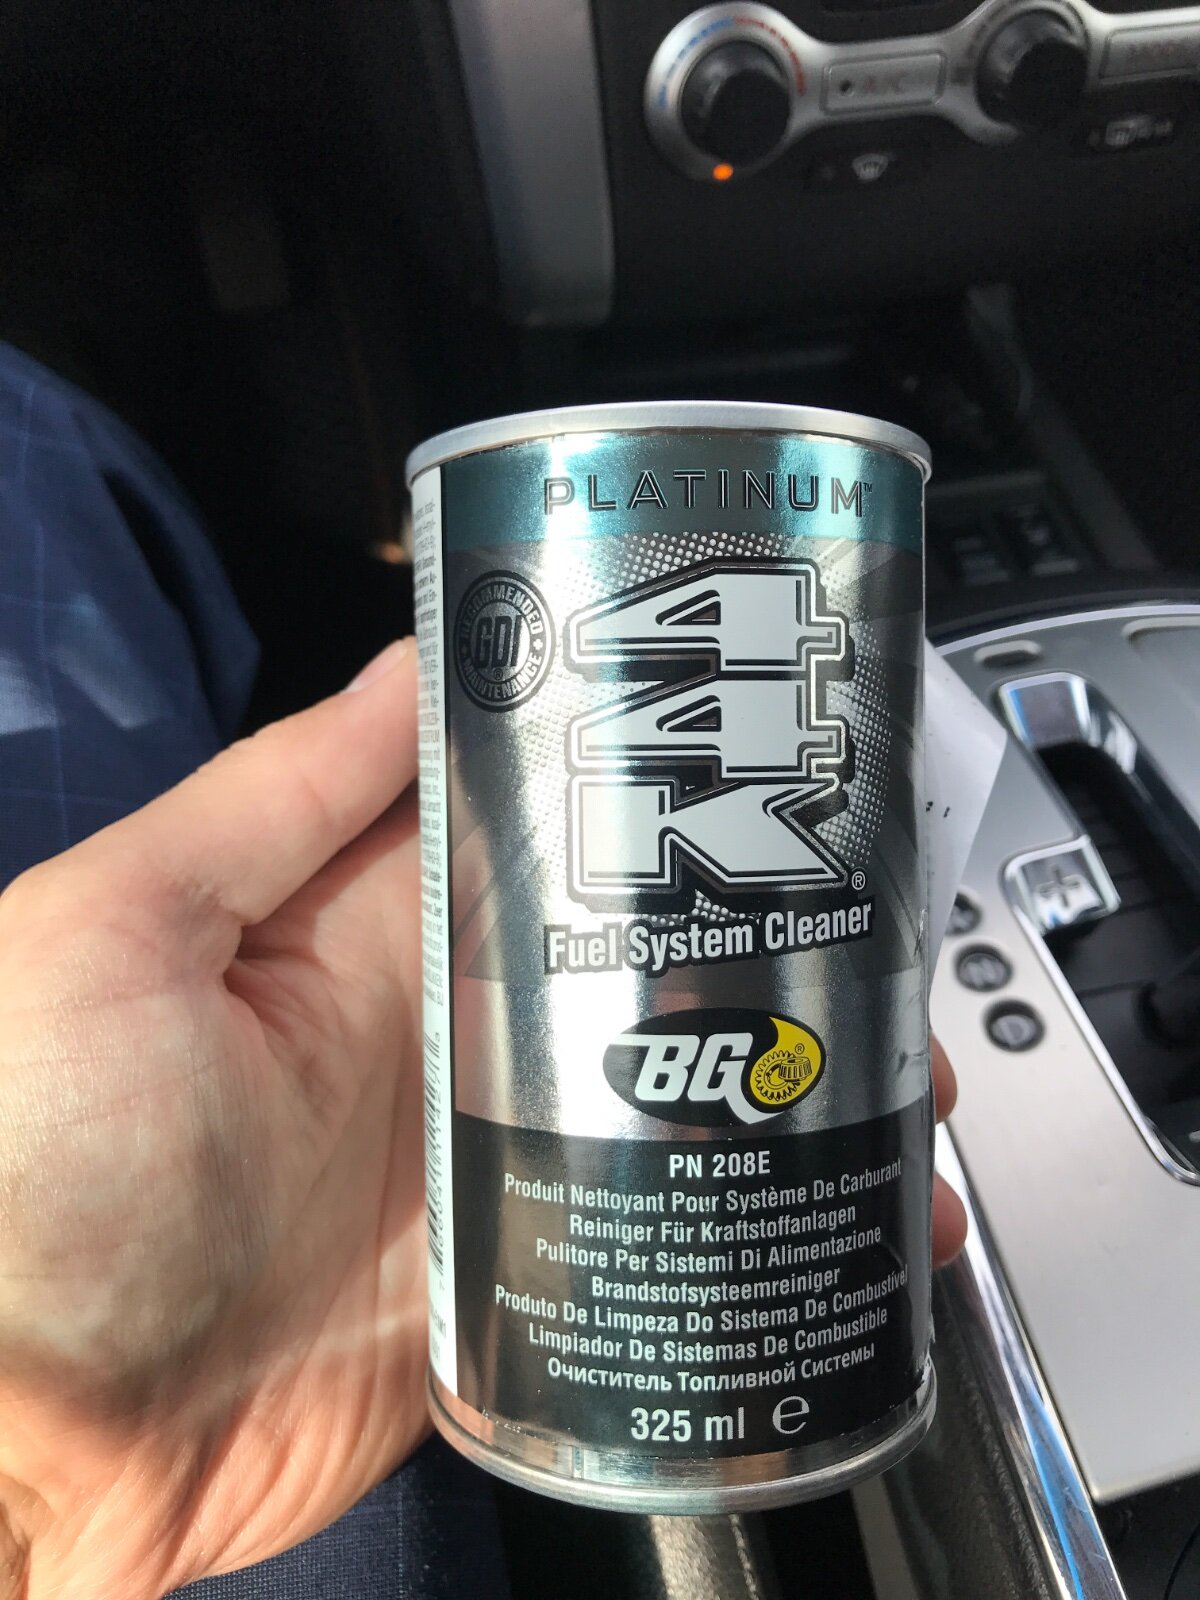 A/C
PLATINUM™
RECOMMENDED
GDI
MAINTENANCE
44K®
Fuel System Cleaner
BG®
PN 208E
Produit Nettoyant Pour Système De Carburant
Reiniger Für Kraftstoffanlagen
Pulitore Per Sistemi Di Alimentazione
Brandstofsysteemreiniger
Produto De Limpeza Do Sistema De Combustível
Limpiador De Sistemas De Combustible
Очиститель Топливной Системы
325 ml e
N
D